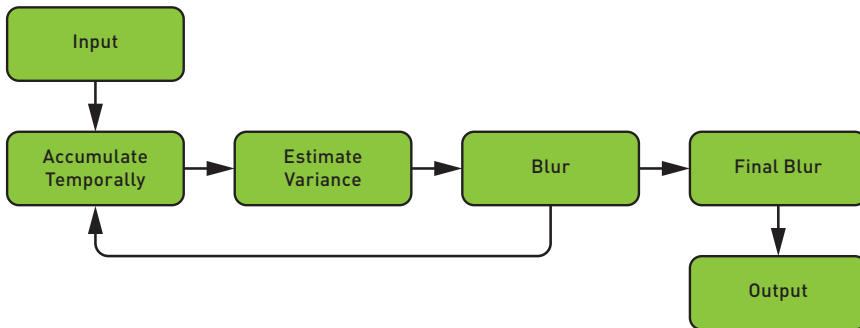 Input
Accumulate
Temporally
Estimate
Variance
Blur
Final Blur
Output